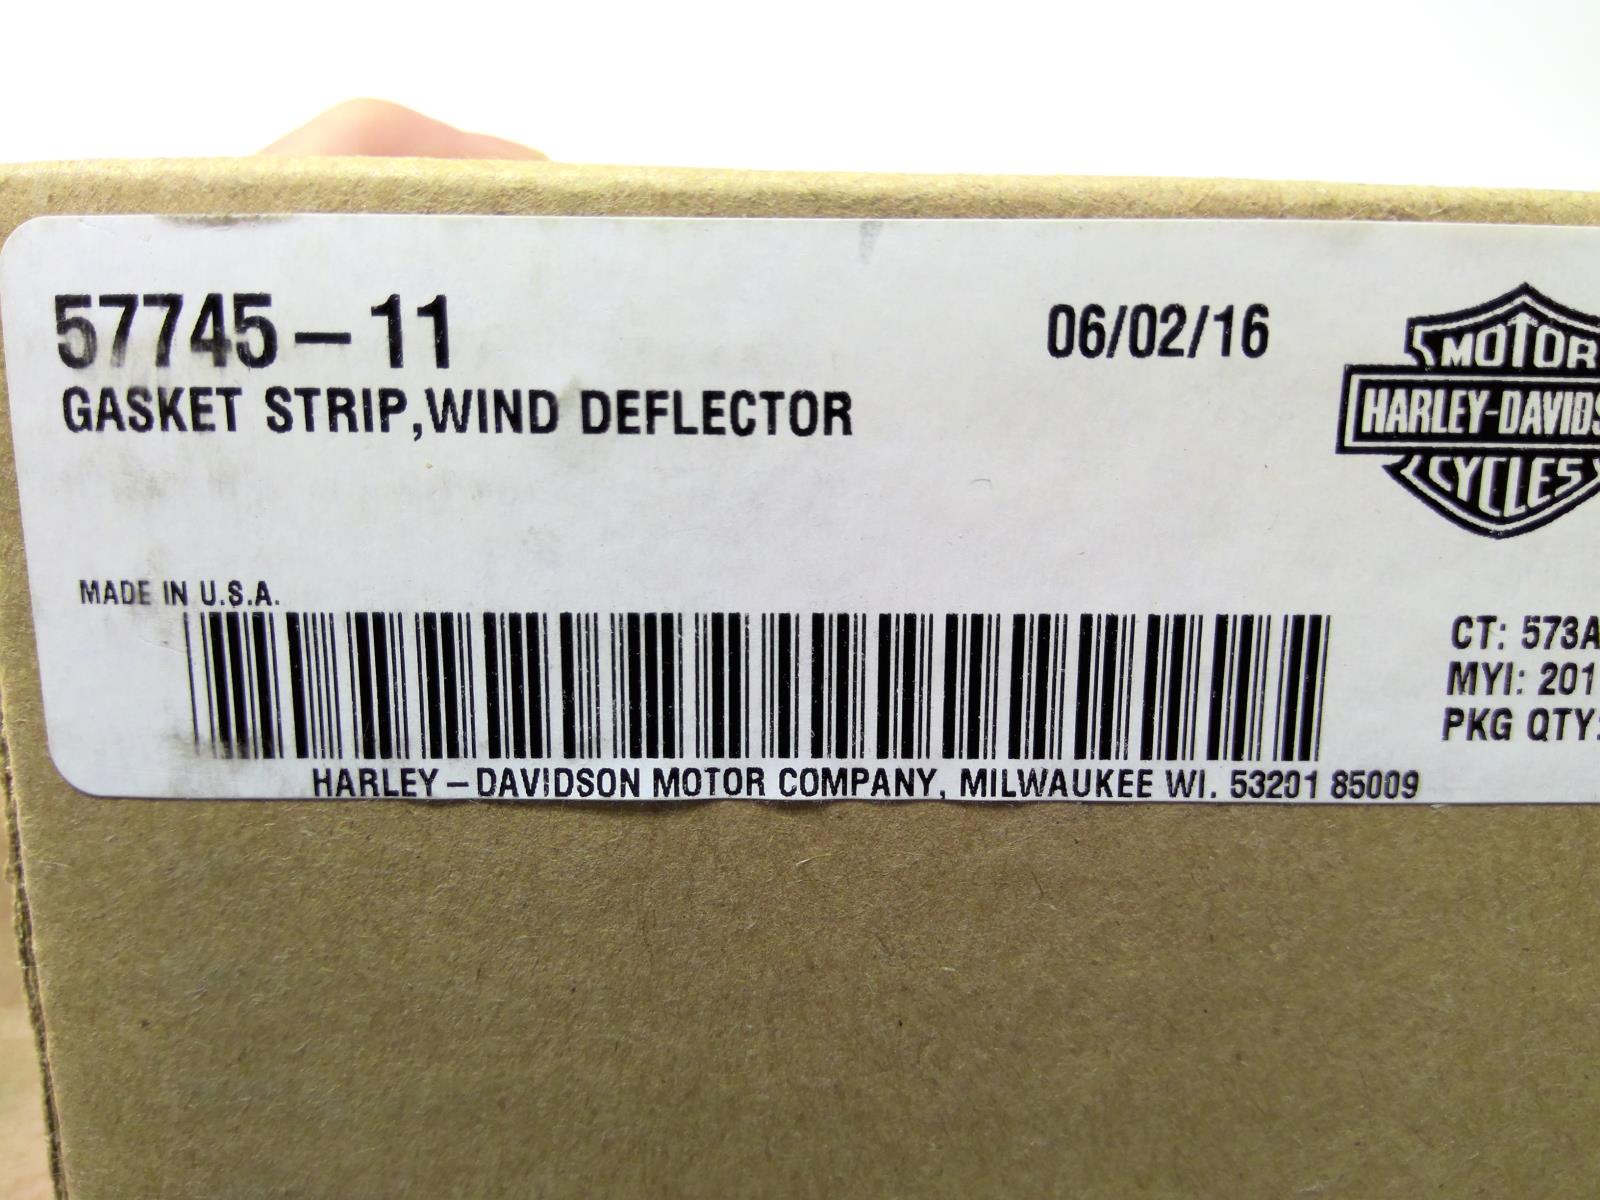 57745-11
06/02/16
GASKET STRIP,WIND DEFLECTOR
MOTOR
HARLEY-DAVIDS
CYCLES
MADE IN U.S.A.
CT: 573A
MYI: 201
PKG QTY:
HARLEY-DAVIDSON MOTOR COMPANY, MILWAUKEE WI. 53201 85009